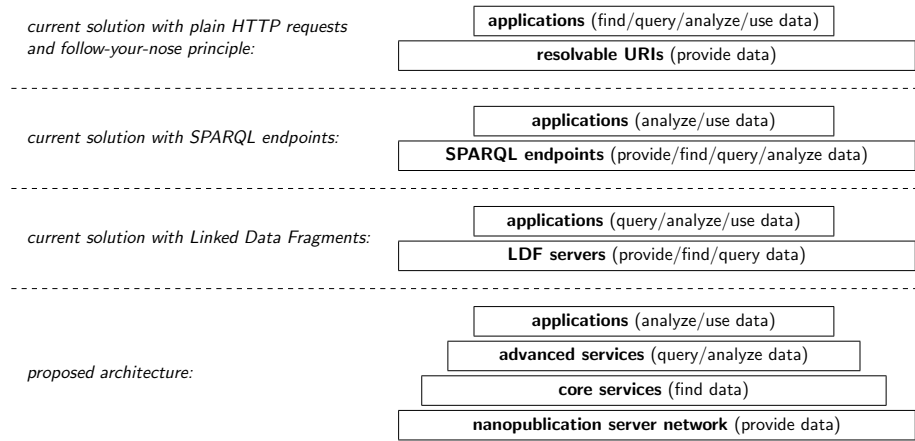 current solution with plain HTTP requests
and follow-your-nose principle:
applications (find/query/analyze/use data)
resolvable URIs (provide data)
current solution with SPARQL endpoints:
applications (analyze/use data)
SPARQL endpoints (provide/find/query/analyze data)
current solution with Linked Data Fragments:
applications (query/analyze/use data)
LDF servers (provide/find/query data)
proposed architecture:
applications (analyze/use data)
advanced services (query/analyze data)
core services (find data)
nanopublication server network (provide data)